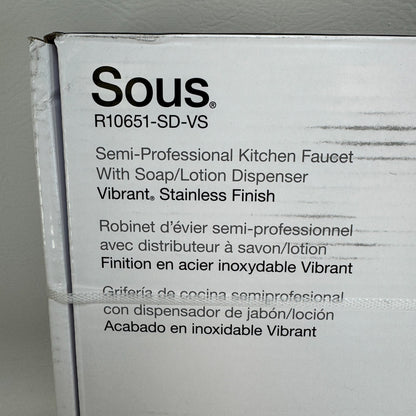 Sous®
R10651-SD-VS
Semi-Professional Kitchen Faucet
With Soap/Lotion Dispenser
Vibrant® Stainless Finish
Robinet d'évier semi-professionnel
avec distributeur à savon/lotion
Finition en acier inoxydable Vibrant
Grifería de cocina semiprofesional
con dispensador de jabón/loción
Acabado en inoxidable Vibrant